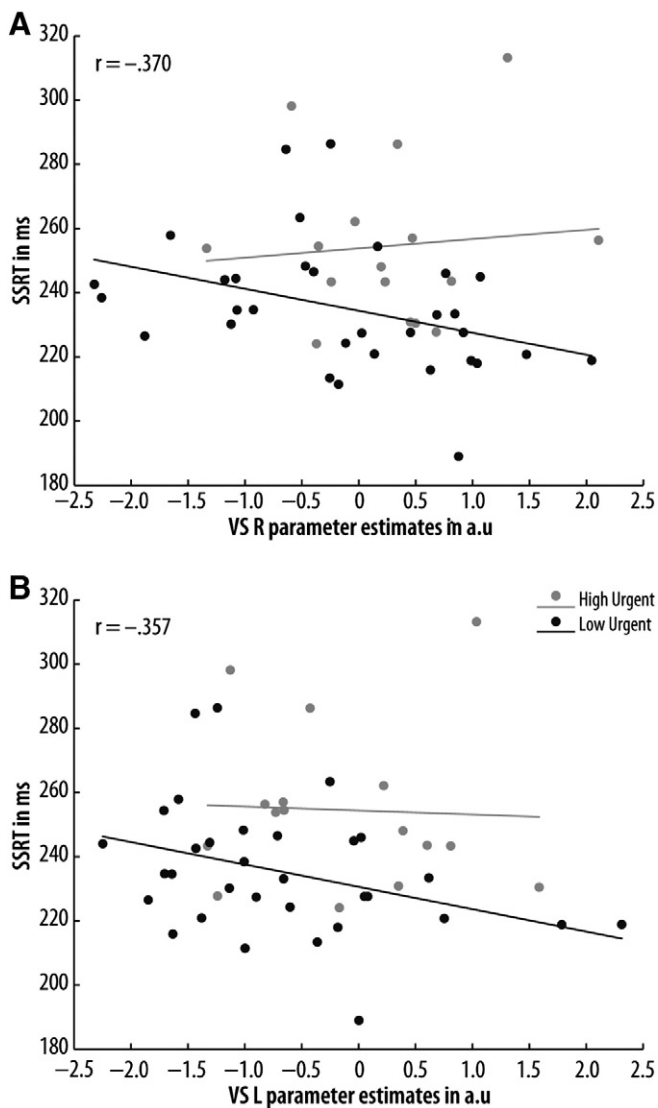 A
r = –.370
SSRT in ms
320
300
280
260
240
220
200
180
–2.5 –2.0 –1.5 –1.0 –0.5 0 0.5 1.0 1.5 2.0 2.5
VS R parameter estimates in a.u
B
r = –.357
High Urgent
Low Urgent
SSRT in ms
320
300
280
260
240
220
200
180
–2.5 –2.0 –1.5 –1.0 –0.5 0.0 0.5 1.0 1.5 2.0 2.5
VS L parameter estimates in a.u